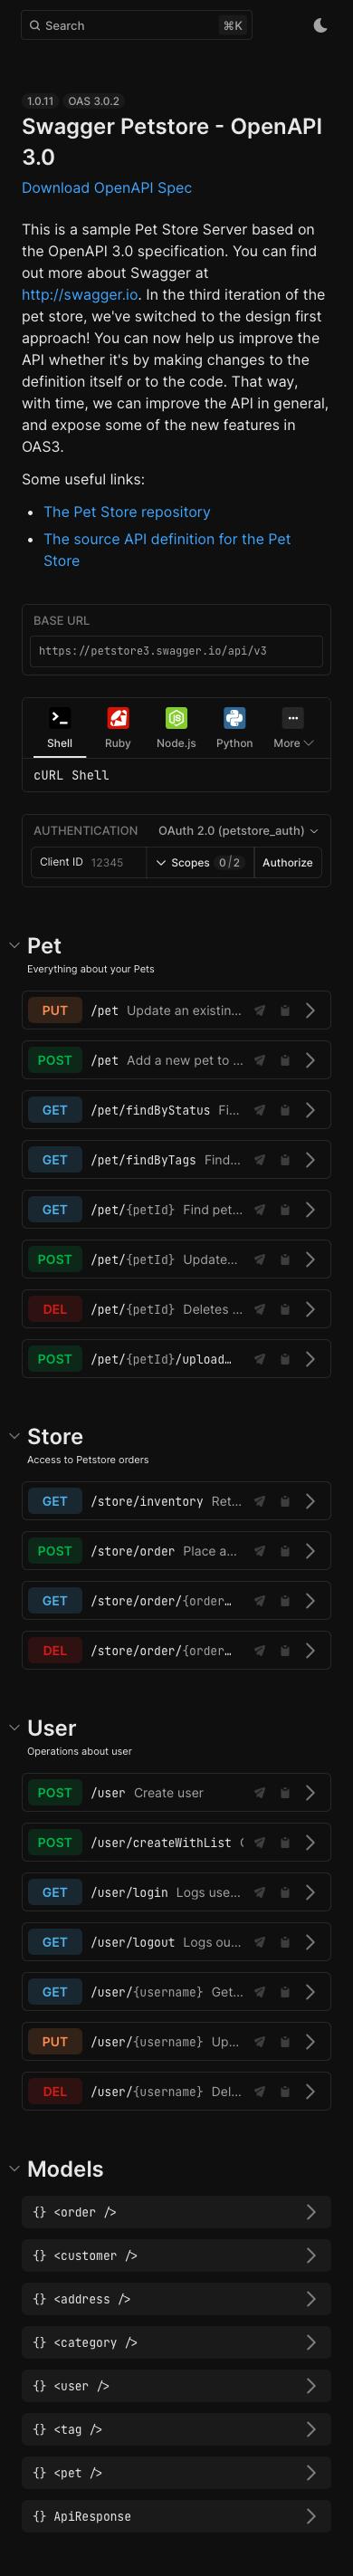 Search ⌘K
1.0.11 OAS 3.0.2
Swagger Petstore - OpenAPI
3.0
Download OpenAPI Spec
This is a sample Pet Store Server based on
the OpenAPI 3.0 specification. You can find
out more about Swagger at
http://swagger.io. In the third iteration of the
pet store, we've switched to the design first
approach! You can now help us improve the
API whether it's by making changes to the
definition itself or to the code. That way,
with time, we can improve the API in general,
and expose some of the new features in
OAS3.
Some useful links:
• The Pet Store repository
• The source API definition for the Pet
Store
BASE URL
https://petstore3.swagger.io/api/v3
Shell Ruby Node.js Python More
cURL Shell
AUTHENTICATION OAuth 2.0 (petstore_auth)
Client ID 12345 Scopes 0/2 Authorize
Pet
Everything about your Pets
PUT /pet Update an existin...
POST /pet Add a new pet to ...
GET /pet/findByStatus Fi...
GET /pet/findByTags Find...
GET /pet/{petId} Find pet...
POST /pet/{petId} Update...
DEL /pet/{petId} Deletes ...
POST /pet/{petId}/upload…
Store
Access to Petstore orders
GET /store/inventory Ret...
POST /store/order Place a...
GET /store/order/{order…
DEL /store/order/{order…
User
Operations about user
POST /user Create user
POST /user/createWithList
GET /user/login Logs use...
GET /user/logout Logs ou...
GET /user/{username} Get...
PUT /user/{username} Up...
DEL /user/{username} Del...
Models
{} <order />
{} <customer />
{} <address />
{} <category />
{} <user />
{} <tag />
{} <pet />
{} ApiResponse